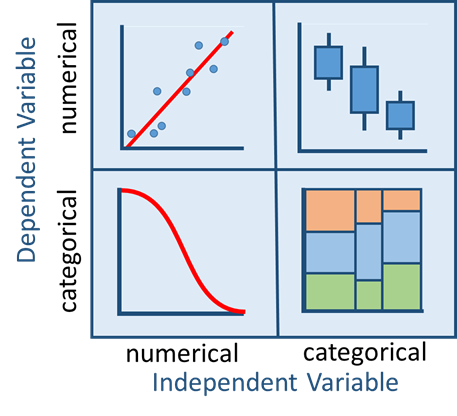 Dependent Variable
numerical
categorical
numerical
categorical
Independent Variable